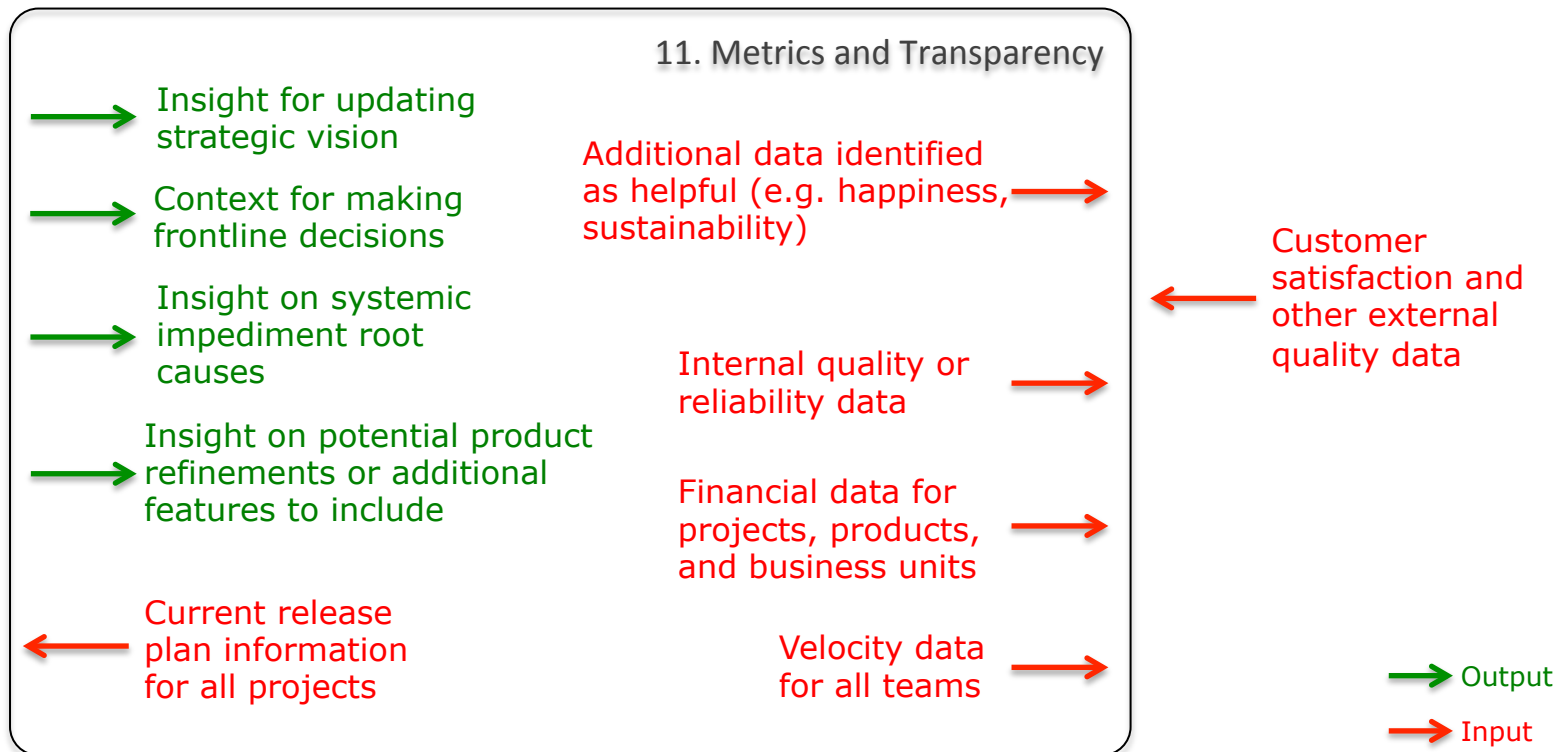 11. Metrics and Transparency
Insight for updating
strategic vision
Context for making
frontline decisions
Insight on systemic
impediment root
causes
Insight on potential product
refinements or additional
features to include
Current release
plan information
for all projects
Additional data identified
as helpful (e.g. happiness,
sustainability)
Internal quality or
reliability data
Financial data for
projects, products,
and business units
Velocity data
for all teams
Customer
satisfaction and
other external
quality data
Output
Input